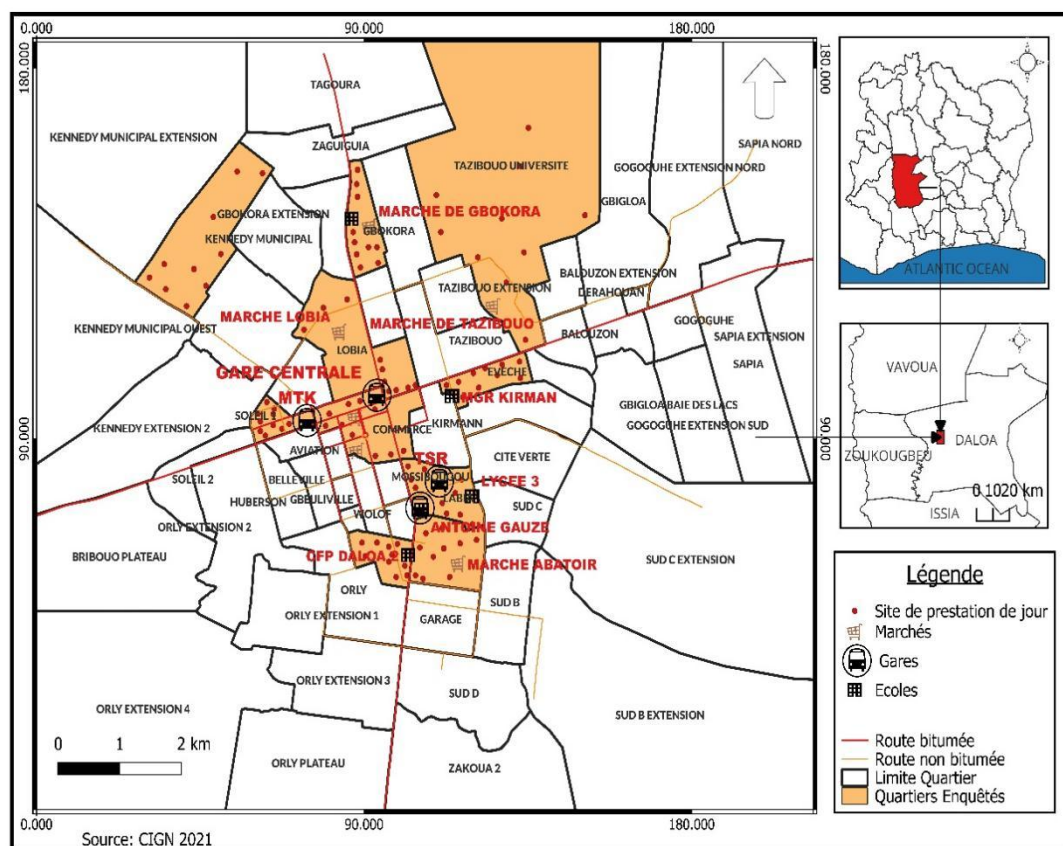 0.000
90.000
180.000
180.000
180.000
TAGOURA
KENNEDY MUNICIPAL EXTENSION
ZAGUIGUIA
SAPIA NORD
TAZIBOUO UNIVERSITE
GOGOGUHE EXTENSION NORD
GBIGLOA
GBOKORA EXTENSION
MARCHE DE GBOKORA
GBOKORA
KENNEDY MUNICIPAL
BALOUZON EXTENSION
TAZIBOUO EXTENSION
DERAHOUAN
MARCHE LOBIA
MARCHE DE TAZIBOUO
KENNEDY MUNICIPAL OUEST
GOGOGUHE
BALOUZON
TAZIBOUO
SAPIA EXTENSION
LOBIA
SAPIA
GARE CENTRALE
EVECHE
MTK
MGR KIRMAN
SOLEIL 1
GBIGLOA BAIE DES LACS
KIRMANN
KENNEDY EXTENSION 2
COMMERCE
GOGOGUHE EXTENSION SUD
90.000
90.000
AVIATION
TSR
CITE VERTE
SOLEIL 2
BELLEVILLE
MOSSIBOUGOU
LYSEE 3
HUBERSON
GBEULIVILLE
SUD C
WOLOF
ORLY EXTENSION 2
ANTOINE GAUZE
BRIBOUO PLATEAU
CFP DALOA 2
MARCHE ABATOIR
SUD C EXTENSION
ORLY
SUD B
ORLY EXTENSION 1
GARAGE
ORLY EXTENSION 3
SUD D
ORLY EXTENSION 4
SUD B EXTENSION
0 1 2 km
ORLY PLATEAU
ZAKOUA 2
0.000
90.000
180.000
Source: CIGN 2021
ATLANTIC OCEAN
VAVOUA
DALOA
ZOUKOUGBEU
0 1020 km
ISSIA
Légende
Site de prestation de jour
Marchés
Gares
Ecoles
Route bitumée
Route non bitumée
Limite Quartier
Quartiers Enquêtés